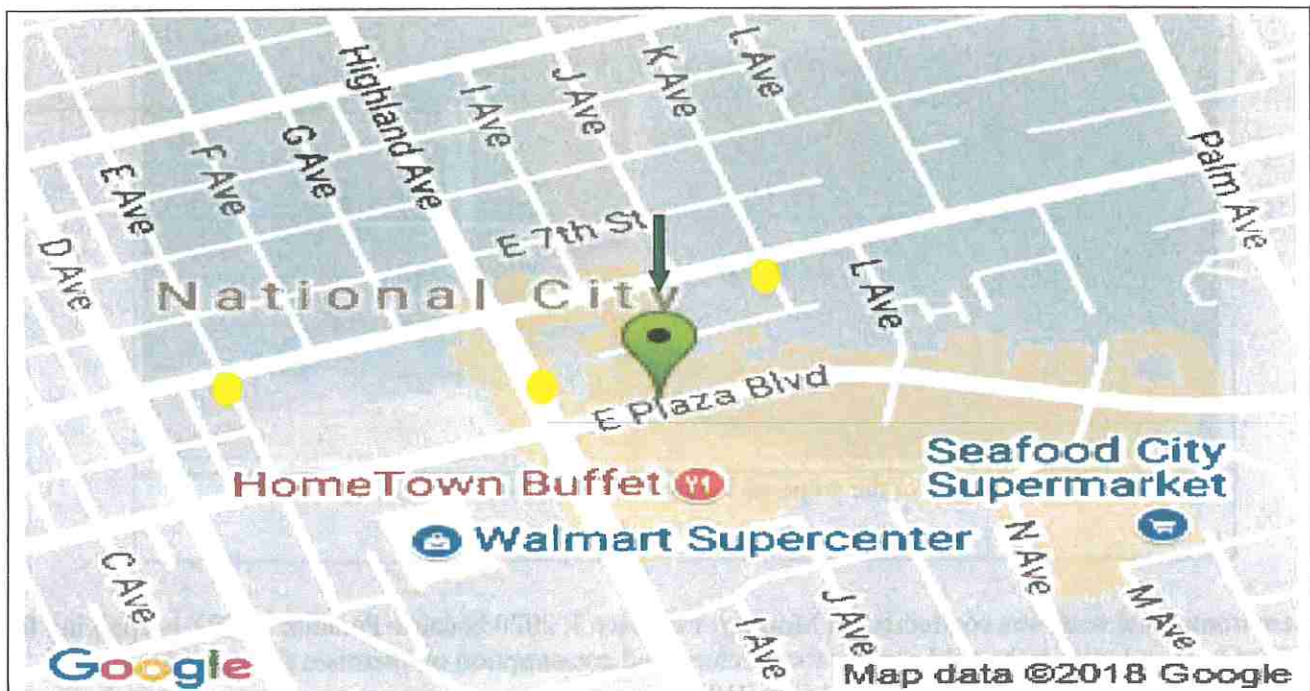 L Ave
K Ave
J Ave
I Ave
Highland Ave
G Ave
F Ave
E Ave
D Ave
Palm Ave
E 7th St
National City
L Ave
E Plaza Blvd
HomeTown Buffet
Seafood City
Supermarket
Walmart Supercenter
N Ave
M Ave
C Ave
J Ave
I Ave
Google
Map data ©2018 Google